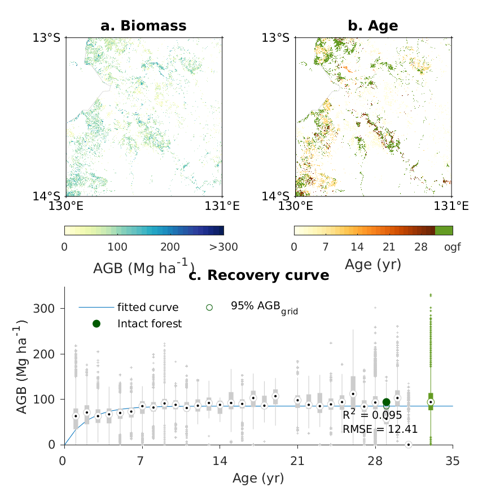 a. Biomass
b. Age
13°S
13°S
14°S
14°S
130°E
131°E
130°E
131°E
0 100 200 >300
AGB (Mg ha⁻¹)
0 7 14 21 28 ogf
Age (yr)
c. Recovery curve
fitted curve
95% AGB_grid
Intact forest
300
200
100
0
AGB (Mg ha⁻¹)
R² = 0.095
RMSE = 12.41
0 7 14 21 28 35
Age (yr)